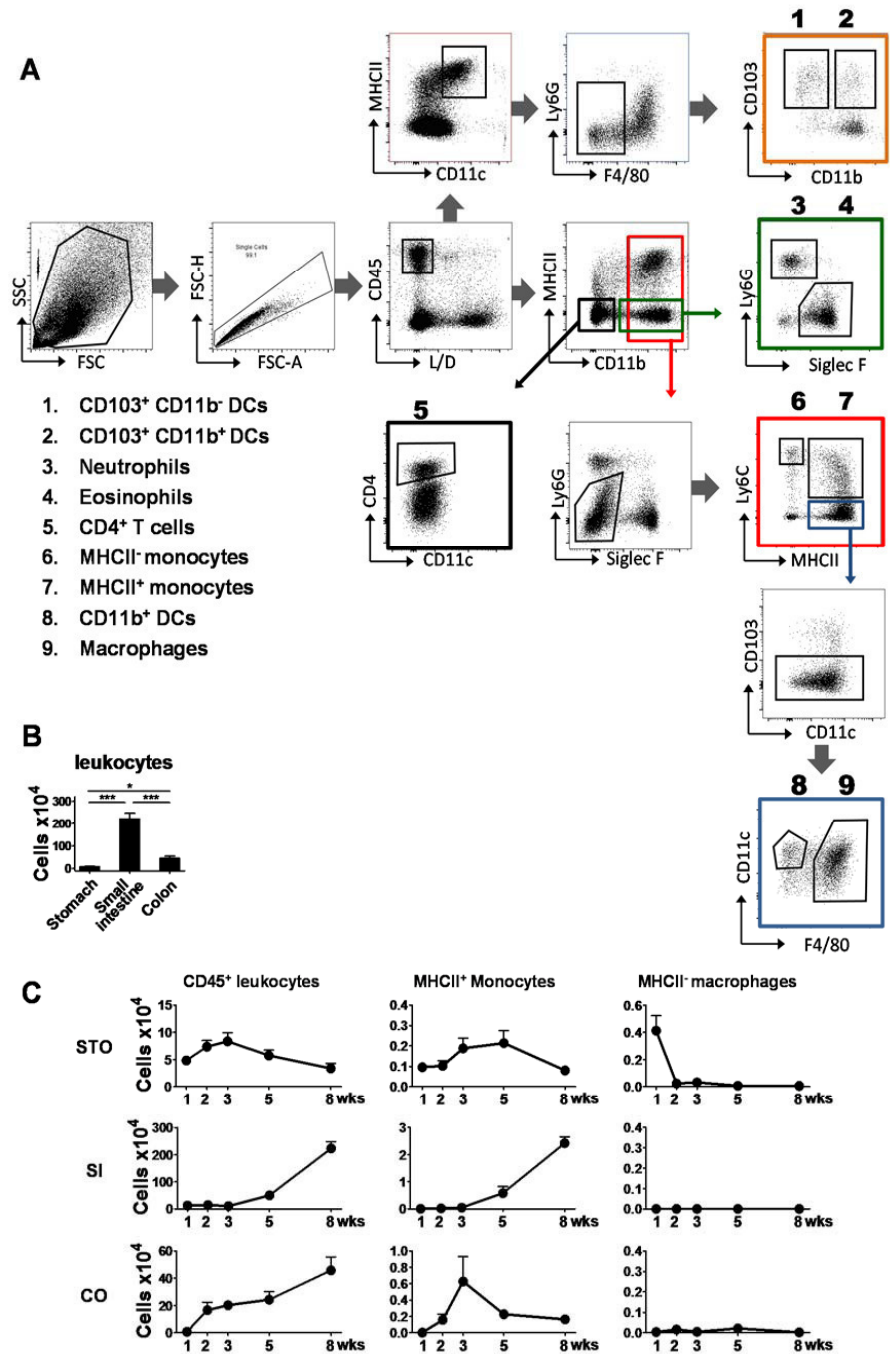 A
1 2
MHCII
CD11c
Ly6G
F4/80
CD103
CD11b
3 4
SSC
FSC
FSC-H
Single Cells
99.1
FSC-A
CD45
L/D
MHCII
CD11b
Ly6G
Siglec F
1. CD103+ CD11b- DCs
2. CD103+ CD11b+ DCs
3. Neutrophils
4. Eosinophils
5. CD4+ T cells
6. MHCII- monocytes
7. MHCII+ monocytes
8. CD11b+ DCs
9. Macrophages
5
CD4
CD11c
Ly6G
Siglec F
6 7
Ly6C
MHCII
CD103
CD11c
8 9
CD11c
F4/80
B
leukocytes
*
*** ***
Cells x10^4
300
200
100
0
Stomach
Small
intestine
Colon
C
CD45+ leukocytes MHCII+ Monocytes MHCII- macrophages
STO
Cells x10^4
15
10
5
0
1 2 3 5 8 wks
0.4
0.3
0.2
0.1
0.0
1 2 3 5 8 wks
0.6
0.4
0.2
0.0
1 2 3 5 8 wks
SI
Cells x10^4
300
200
100
0
1 2 3 5 8 wks
3
2
1
0
1 2 3 5 8 wks
0.4
0.3
0.2
0.1
0.0
1 2 3 5 8 wks
CO
Cells x10^4
60
40
20
0
1 2 3 5 8 wks
1.0
0.8
0.6
0.4
0.2
0.0
1 2 3 5 8 wks
0.4
0.3
0.2
0.1
0.0
1 2 3 5 8 wks